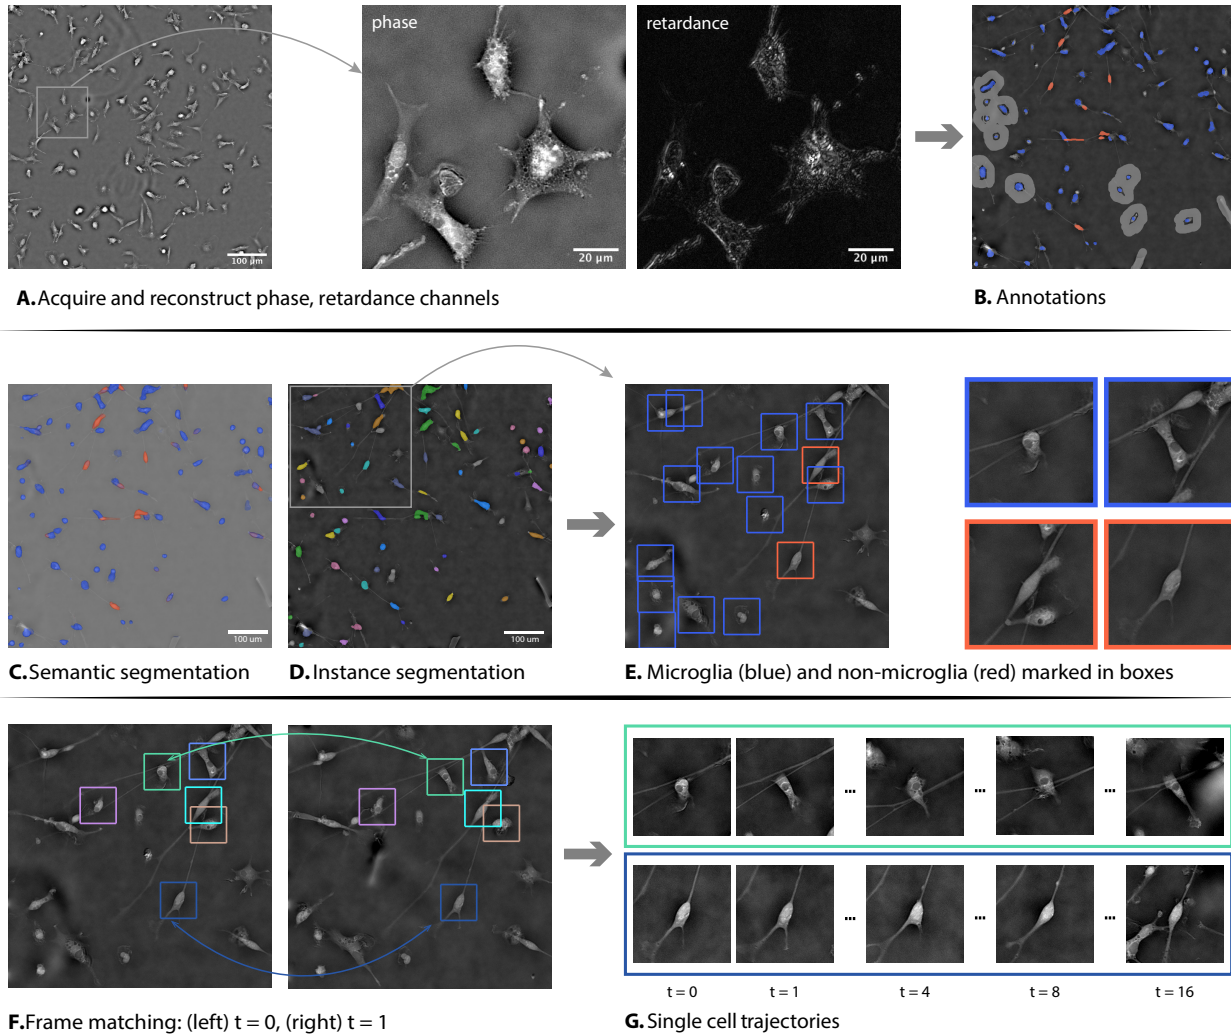 phase
retardance
100 µm
20 µm
20 µm
A.Acquire and reconstruct phase, retardance channels
B. Annotations
100 um
100 um
C.Semantic segmentation
D.Instance segmentation
E. Microglia (blue) and non-microglia (red) marked in boxes
... ... ...
... ... ...
t = 0 t = 1 t = 4 t = 8 t = 16
F.Frame matching: (left) t = 0, (right) t = 1
G. Single cell trajectories